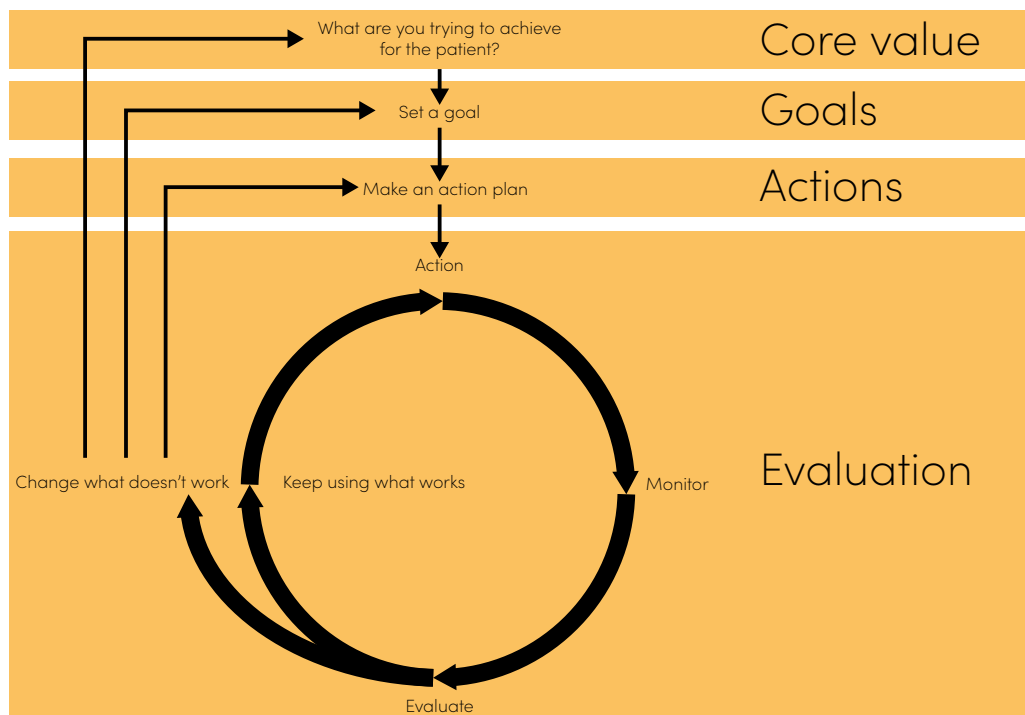 What are you trying to achieve
for the patient?
Core value
Set a goal
Goals
Make an action plan
Actions
Action
Change what doesn't work
Keep using what works
Monitor
Evaluation
Evaluate